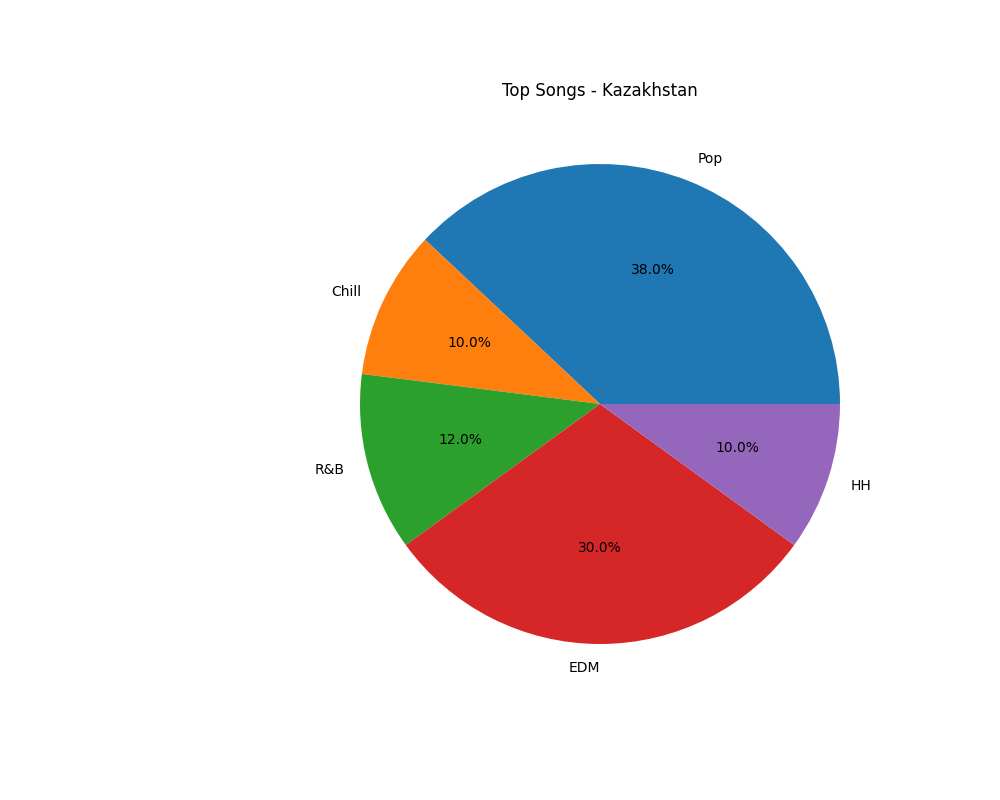 Top Songs - Kazakhstan
Pop
38.0%
Chill
10.0%
R&B
12.0%
EDM
30.0%
HH
10.0%